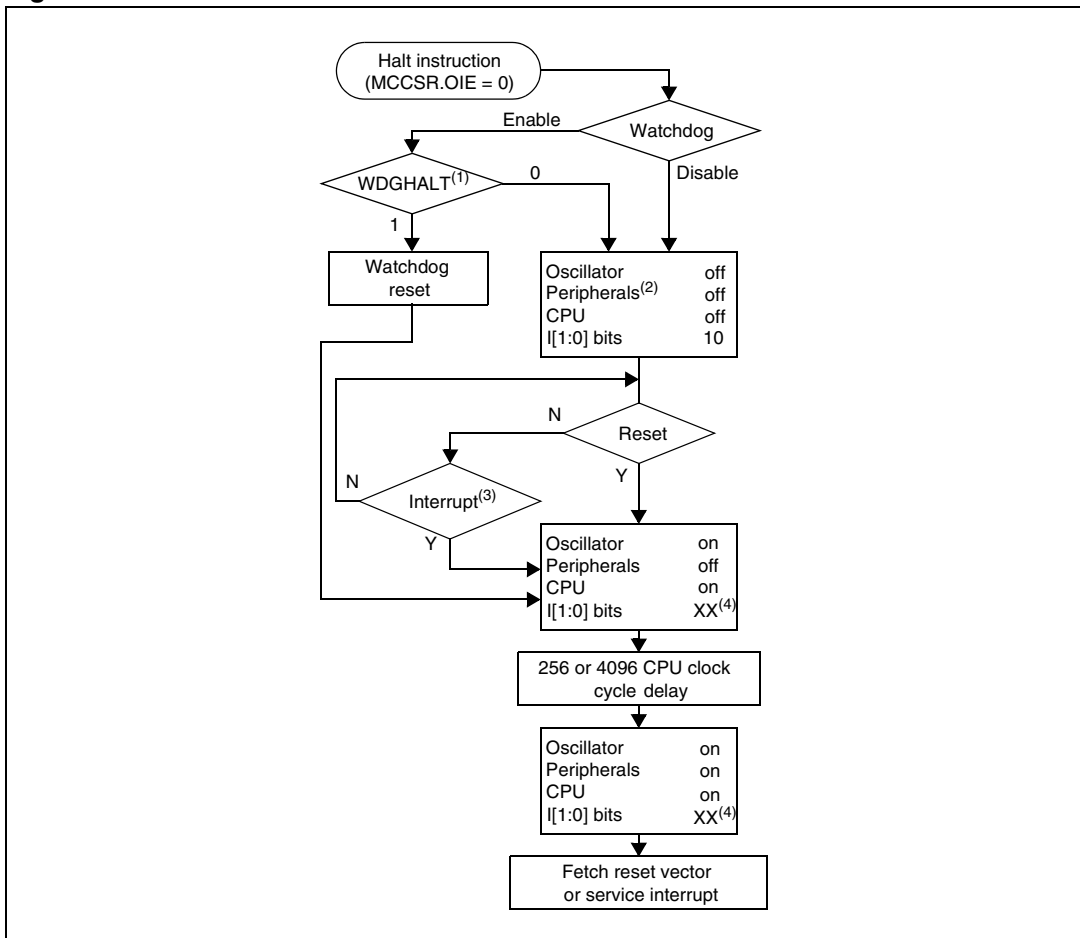 Halt instruction
(MCCSR.OIE = 0)
Enable
Watchdog
WDGHALT(1)
0
Disable
1
Watchdog
reset
Oscillator off
Peripherals(2) off
CPU off
I[1:0] bits 10
N
Reset
N
Y
Interrupt(3)
Y
Oscillator on
Peripherals off
CPU on
I[1:0] bits XX(4)
256 or 4096 CPU clock
cycle delay
Oscillator on
Peripherals on
CPU on
I[1:0] bits XX(4)
Fetch reset vector
or service interrupt